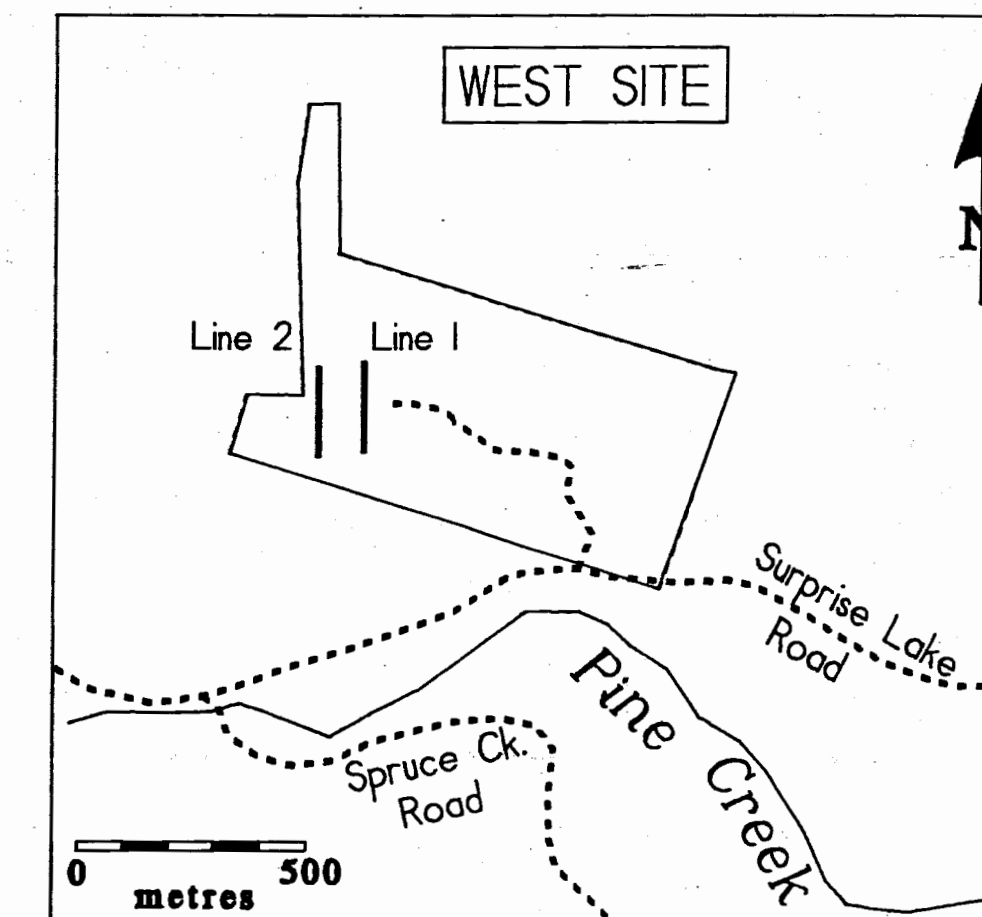 WEST SITE
N
Line 2
Line 1
Surprise Lake
Road
Pine Creek
Spruce Ck.
Road
0 500
metres